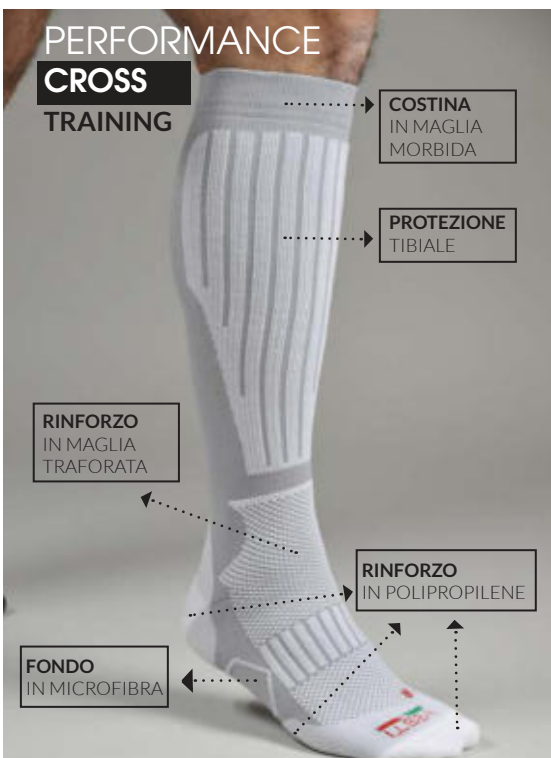 PERFORMANCE
CROSS
TRAINING
COSTINA
IN MAGLIA
MORBIDA
PROTEZIONE
TIBIALE
RINFORZO
IN MAGLIA
TRAFORATA
RINFORZO
IN POLIPROPILENE
FONDO
IN MICROFIBRA